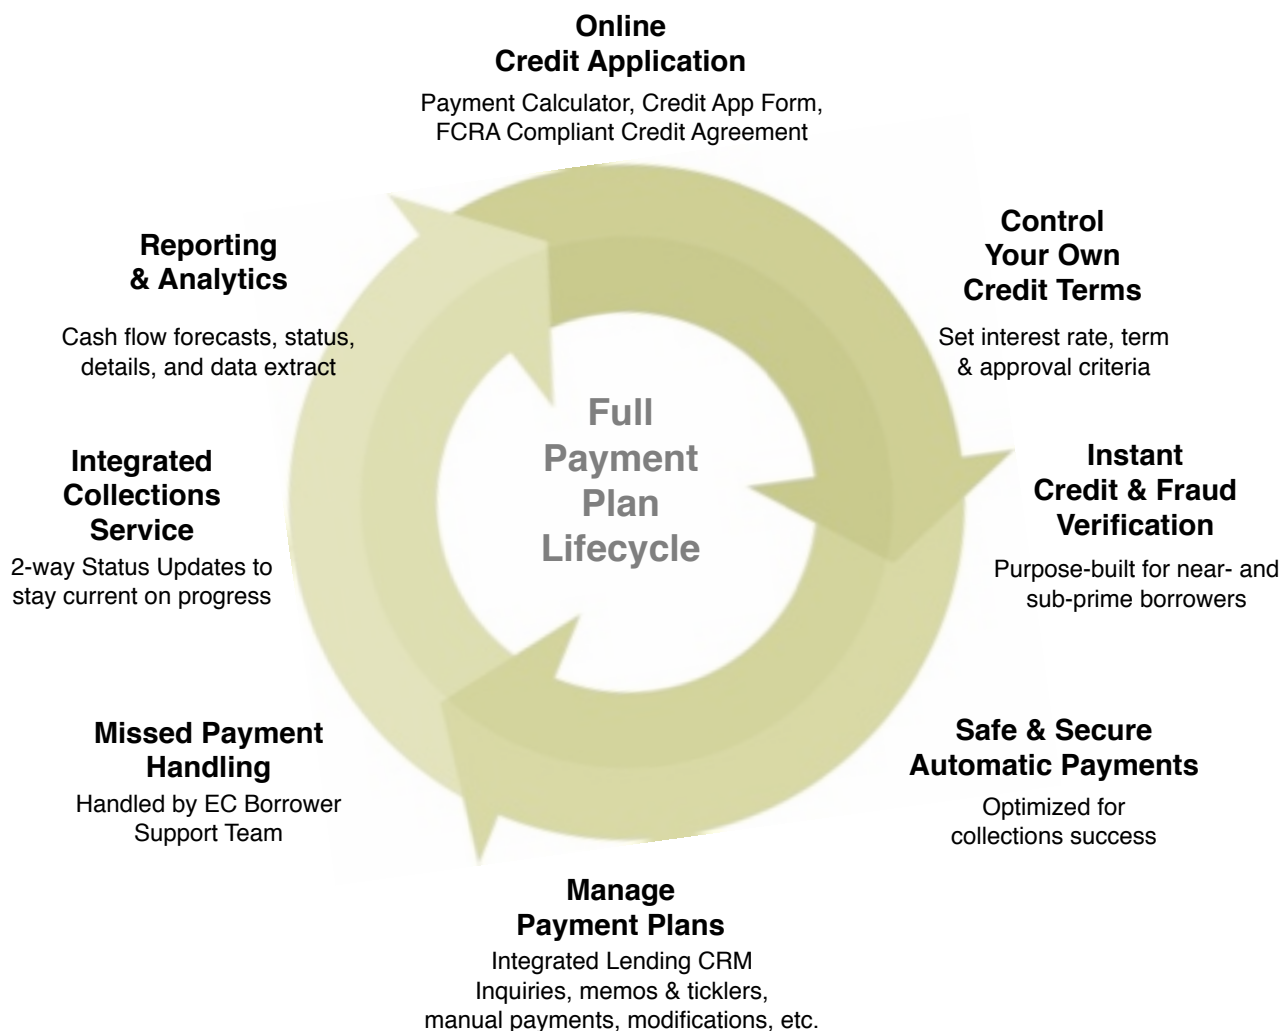 Online
Credit Application
Payment Calculator, Credit App Form,
FCRA Compliant Credit Agreement
Control
Your Own
Credit Terms
Set interest rate, term
& approval criteria
Instant
Credit & Fraud
Verification
Purpose-built for near- and
sub-prime borrowers
Safe & Secure
Automatic Payments
Optimized for
collections success
Manage
Payment Plans
Integrated Lending CRM
Inquiries, memos & ticklers,
manual payments, modifications, etc.
Missed Payment
Handling
Handled by EC Borrower
Support Team
Integrated
Collections
Service
2-way Status Updates to
stay current on progress
Reporting
& Analytics
Cash flow forecasts, status,
details, and data extract
Full
Payment
Plan
Lifecycle